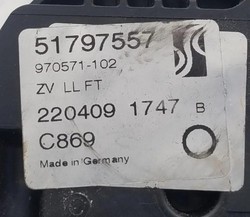 51797557
970571-102
ZV LL FT
220409 1747 B
C869
Made in Germany